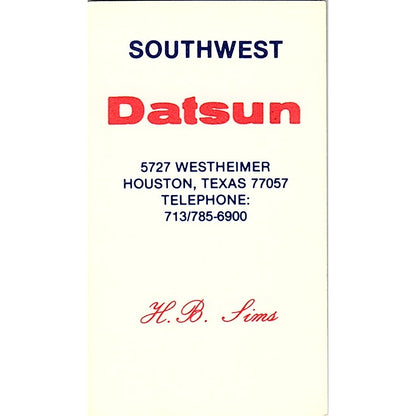 SOUTHWEST
Datsun
5727 WESTHEIMER
HOUSTON, TEXAS 77057
TELEPHONE:
713/785-6900
H. B. Sims